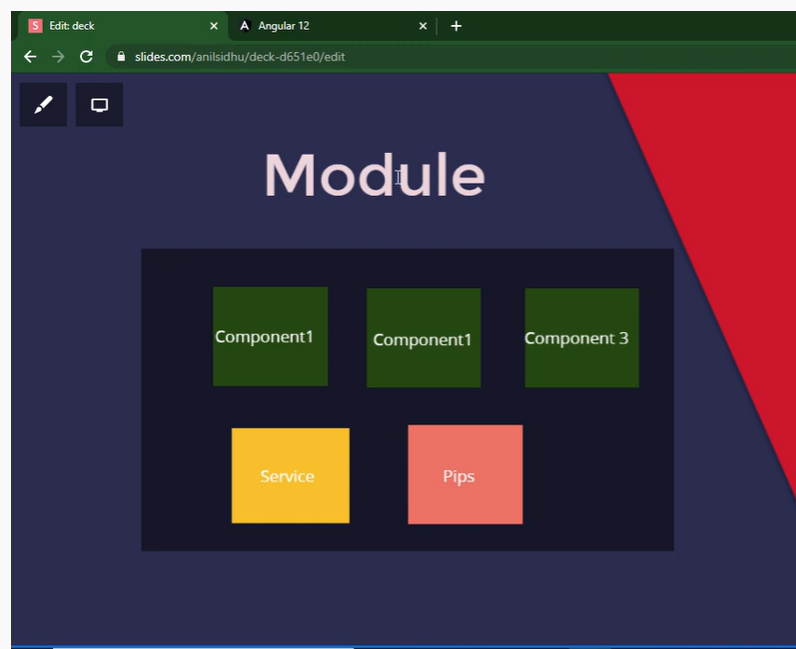 S Edit: deck
A Angular 12
slides.com/anilsidhu/deck-d651e0/edit
Module
Component1
Component1
Component 3
Service
Pips